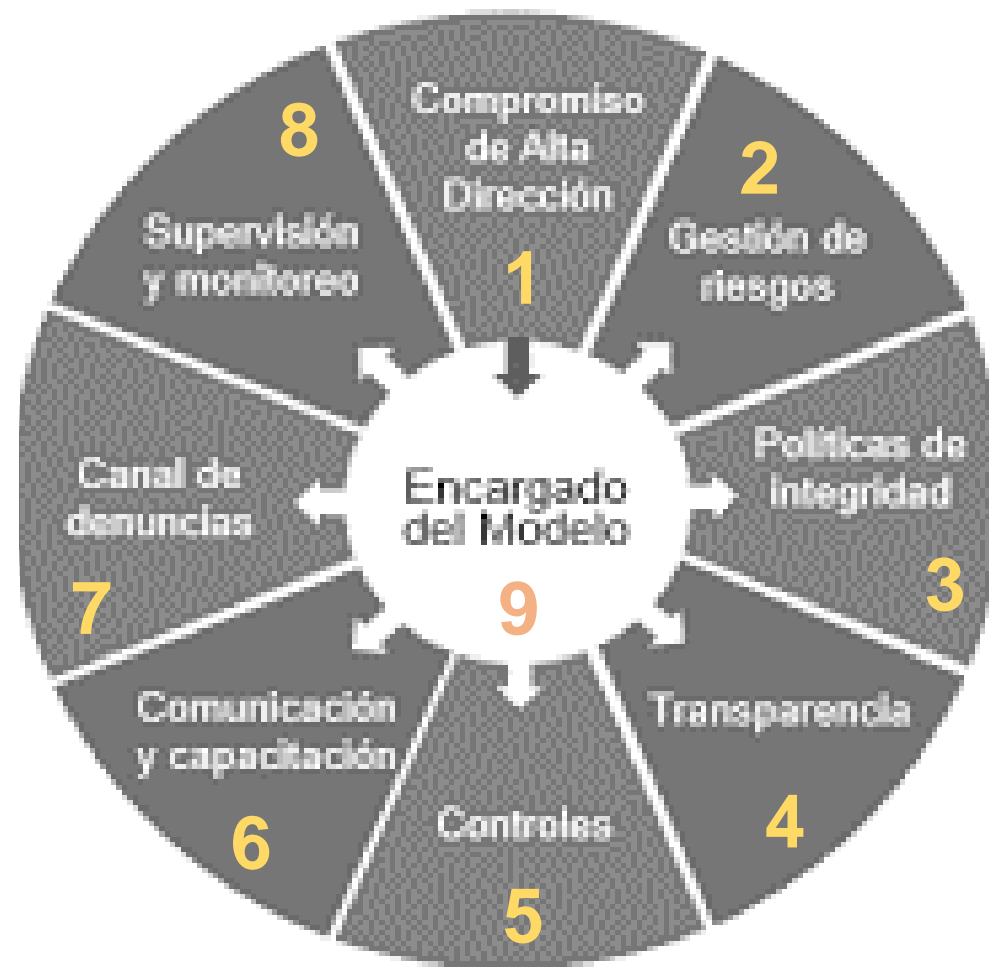 Compromiso
de Alta
Dirección
1
2
Gestión de
riesgos
Políticas de
integridad
3
Transparencia
4
Controles
5
Comunicación
y capacitación
6
Canal de
denuncias
7
8
Supervisión
y monitoreo
Encargado
del Modelo
9